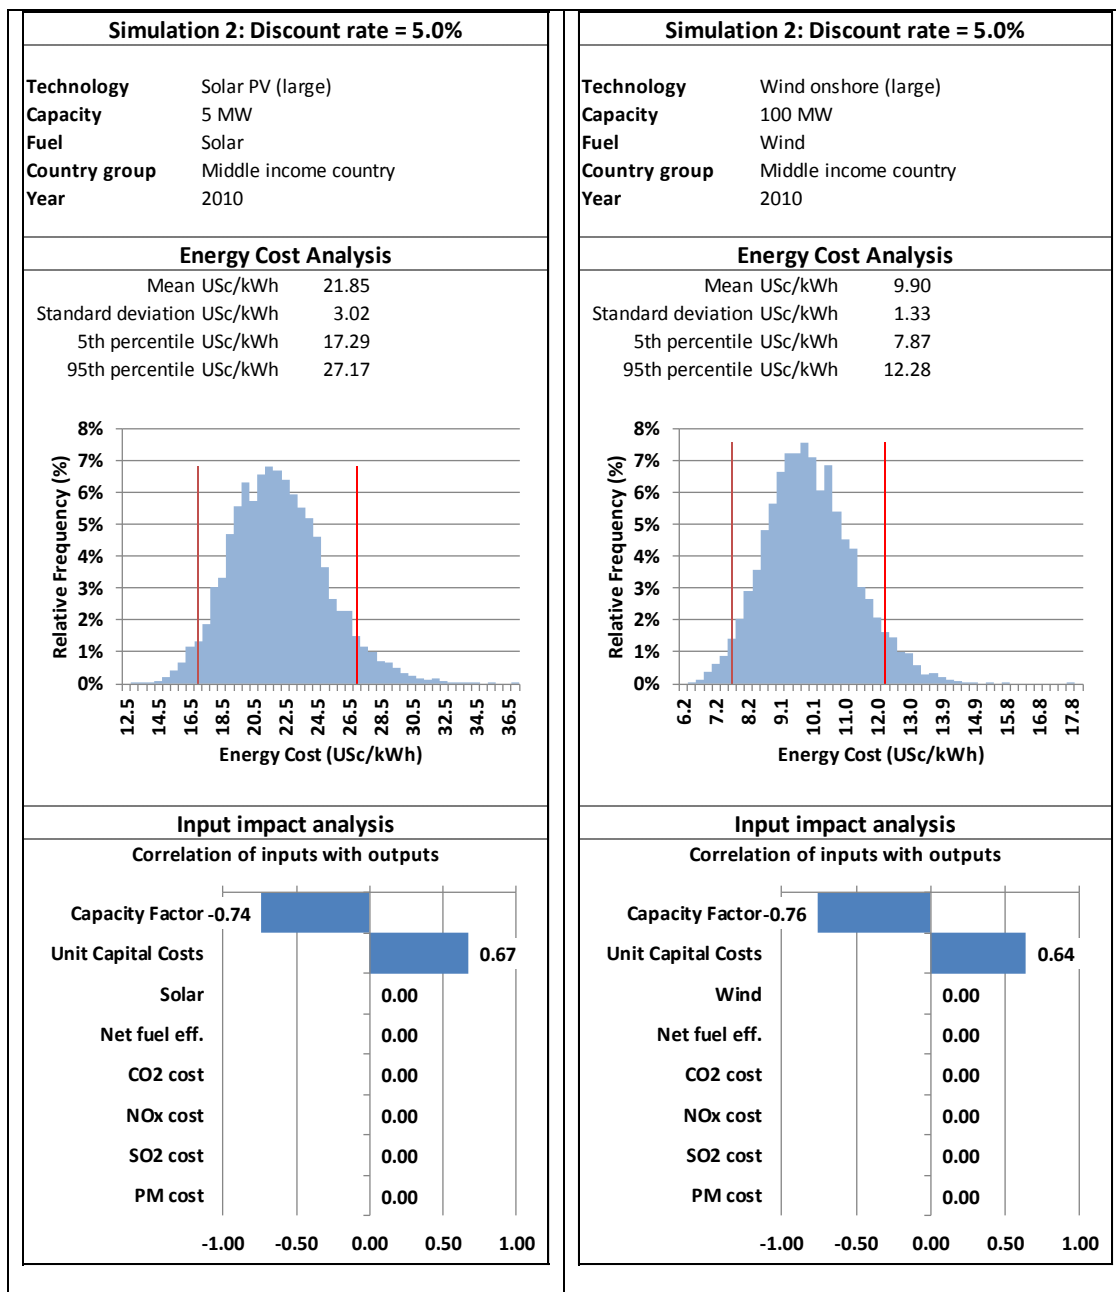 Simulation 2: Discount rate = 5.0%
Technology Solar PV (large)
Capacity 5 MW
Fuel Solar
Country group Middle income country
Year 2010
Energy Cost Analysis
Mean USc/kWh 21.85
Standard deviation USc/kWh 3.02
5th percentile USc/kWh 17.29
95th percentile USc/kWh 27.17
8%
7%
6%
5%
4%
3%
2%
1%
0%
Relative Frequency (%)
12.5 14.5 16.5 18.5 20.5 22.5 24.5 26.5 28.5 30.5 32.5 34.5 36.5
Energy Cost (USc/kWh)
Input impact analysis
Correlation of inputs with outputs
Capacity Factor -0.74
Unit Capital Costs 0.67
Solar 0.00
Net fuel eff. 0.00
CO2 cost 0.00
NOx cost 0.00
SO2 cost 0.00
PM cost 0.00
-1.00 -0.50 0.00 0.50 1.00
Simulation 2: Discount rate = 5.0%
Technology Wind onshore (large)
Capacity 100 MW
Fuel Wind
Country group Middle income country
Year 2010
Energy Cost Analysis
Mean USc/kWh 9.90
Standard deviation USc/kWh 1.33
5th percentile USc/kWh 7.87
95th percentile USc/kWh 12.28
8%
7%
6%
5%
4%
3%
2%
1%
0%
Relative Frequency (%)
6.2 7.2 8.2 9.1 10.1 11.0 12.0 13.0 13.9 14.9 15.8 16.8 17.8
Energy Cost (USc/kWh)
Input impact analysis
Correlation of inputs with outputs
Capacity Factor -0.76
Unit Capital Costs 0.64
Wind 0.00
Net fuel eff. 0.00
CO2 cost 0.00
NOx cost 0.00
SO2 cost 0.00
PM cost 0.00
-1.00 -0.50 0.00 0.50 1.00